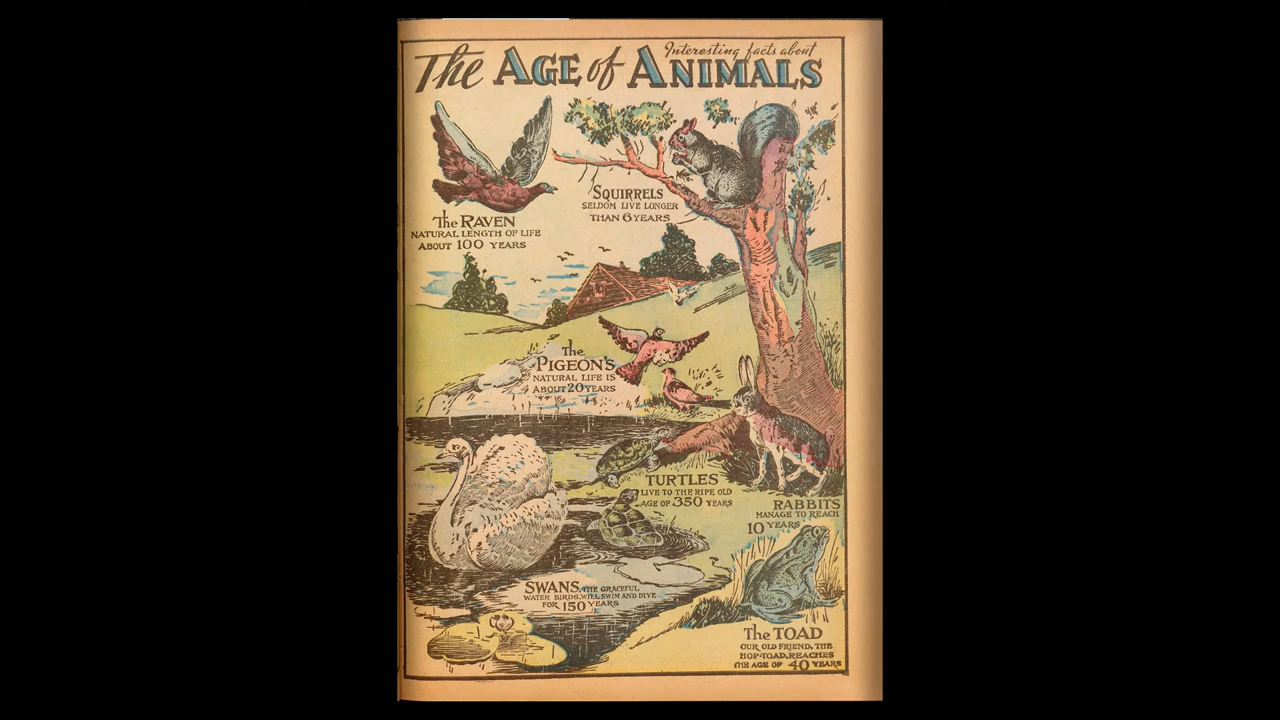 Interesting facts about
The AGE of ANIMALS
The RAVEN
NATURAL LENGTH OF LIFE
ABOUT 100 YEARS
SQUIRRELS
SELDOM LIVE LONGER
THAN 6 YEARS
The
PIGEON'S
NATURAL LIFE IS
ABOUT 20 YEARS
TURTLES
LIVE TO THE RIPE OLD
AGE OF 350 YEARS
RABBITS
MANAGE TO REACH
10 YEARS
SWANS, THE GRACEFUL
WATER BIRDS, WILL SWIM AND DIVE
FOR 150 YEARS
The TOAD
OUR OLD FRIEND, THE
HOP-TOAD, REACHES
THE AGE OF 40 YEARS